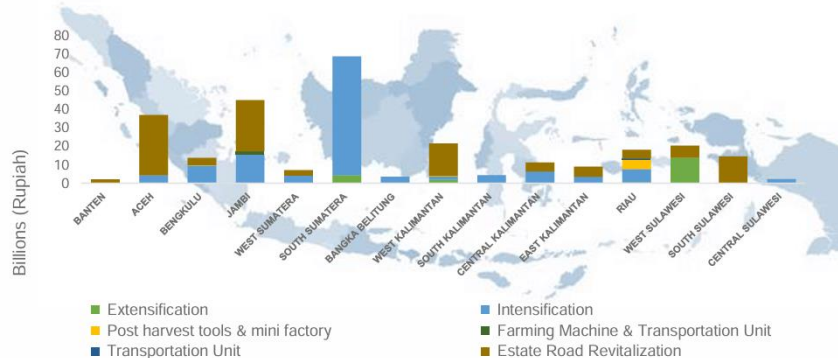 Billions (Rupiah)
80
70
60
50
40
30
20
10
0
BANTEN
ACEH
BENGKULU
JAMBI
WEST SUMATERA
SOUTH SUMATERA
BANGKA BELITUNG
WEST KALIMANTAN
SOUTH KALIMANTAN
CENTRAL KALIMANTAN
EAST KALIMANTAN
RIAU
WEST SULAWESI
SOUTH SULAWESI
CENTRAL SULAWESI
Extensification
Intensification
Post harvest tools & mini factory
Farming Machine & Transportation Unit
Transportation Unit
Estate Road Revitalization